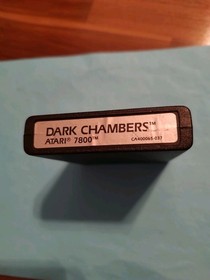 DARK CHAMBERS™
ATARI® 7800™